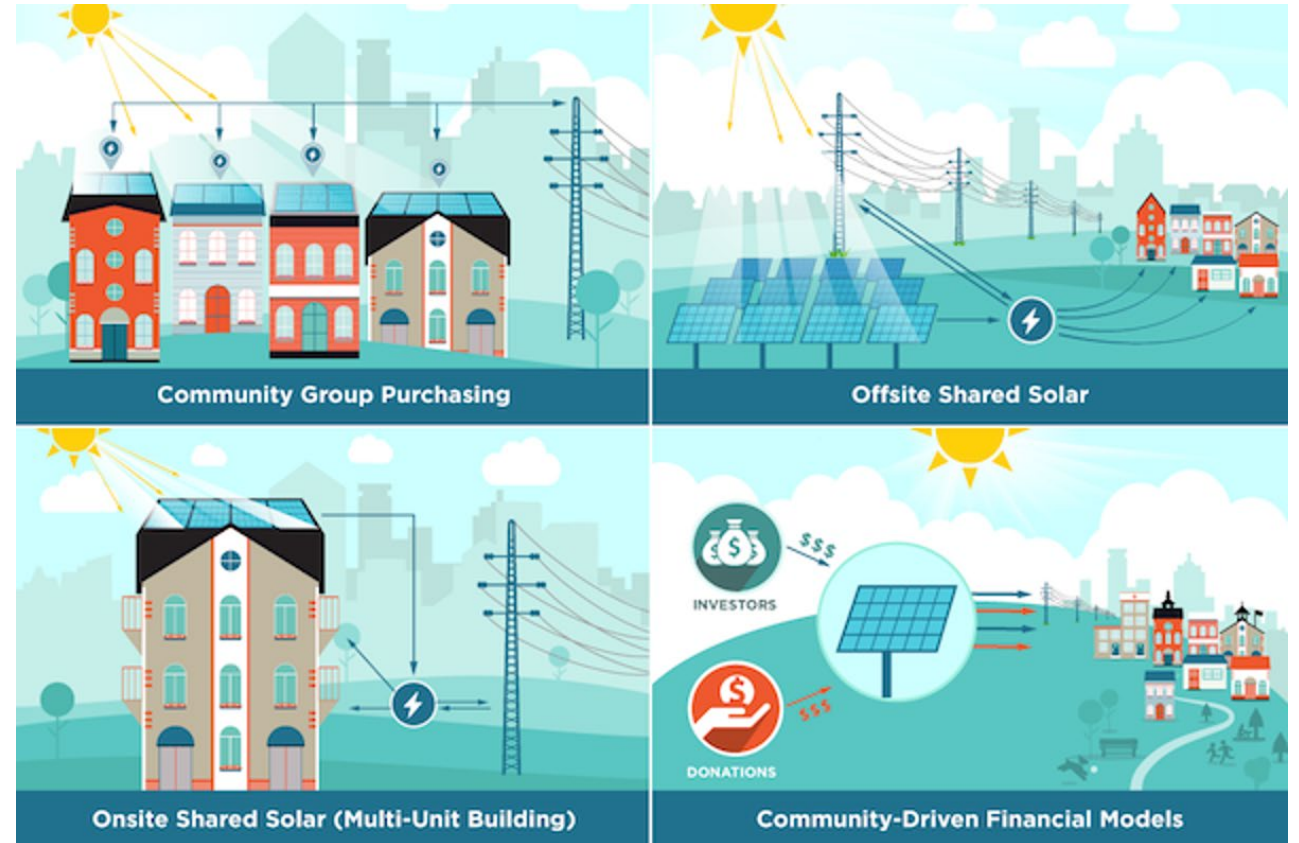 Community Group Purchasing
Offsite Shared Solar
Onsite Shared Solar (Multi-Unit Building)
$
$
$
$$$
INVESTORS
$
$$$
DONATIONS
Community-Driven Financial Models